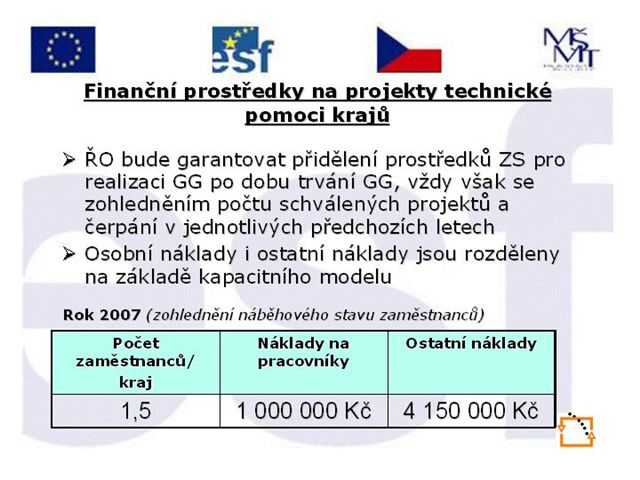 esf
MŠMT
Finanční prostředky na projekty technické
pomoci krajů
ŘO bude garantovat přidělení prostředků ZS pro
realizaci GG po dobu trvání GG, vždy však se
zohledněním počtu schválených projektů a
čerpání v jednotlivých předchozích letech
Osobní náklady i ostatní náklady jsou rozděleny
na základě kapacitního modelu
Rok 2007 (zohlednění náběhového stavu zaměstnanců)
Počet zaměstnanců/ kraj
Náklady na pracovníky
Ostatní náklady
1,5
1 000 000 Kč
4 150 000 Kč